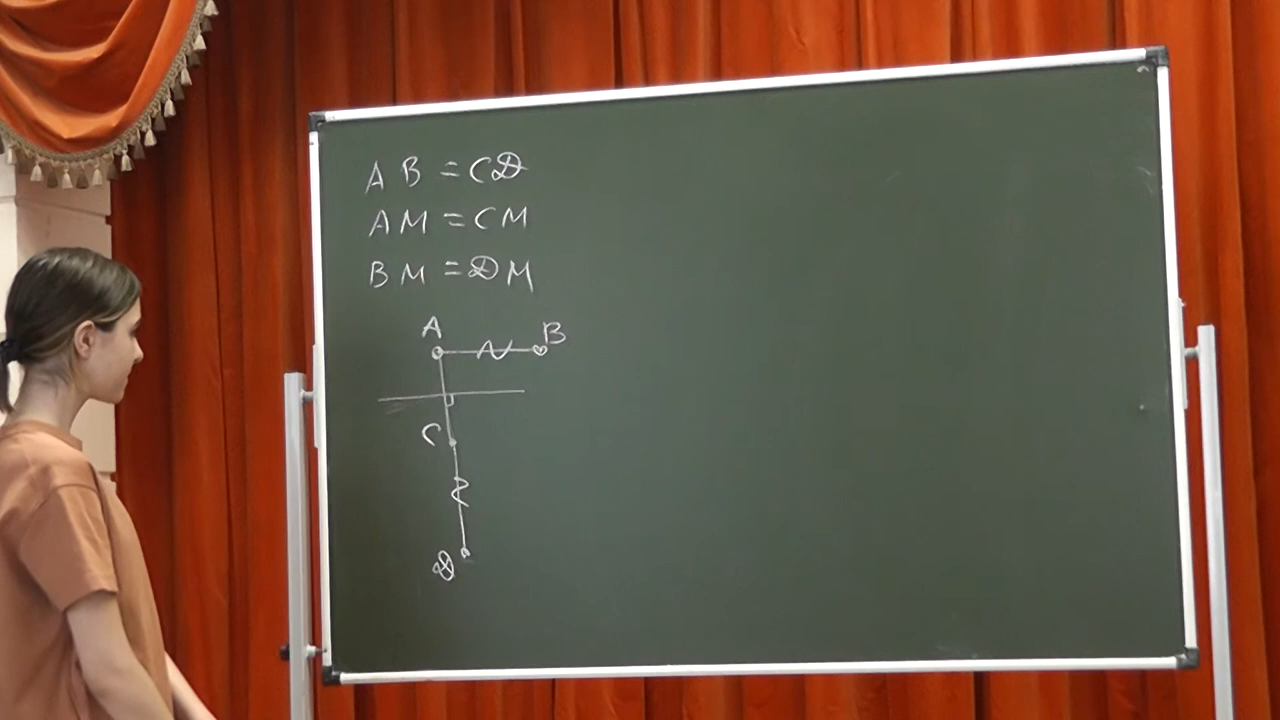 AB = CD
AM = CM
BM = DM
A
B
C
D